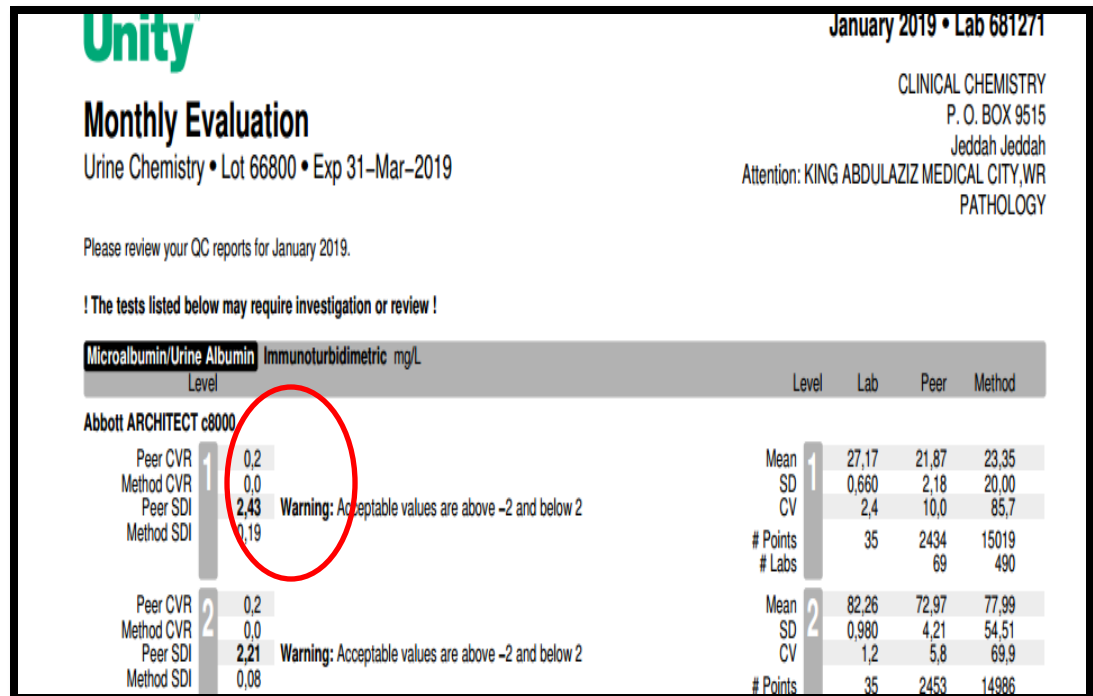 Unity
January 2019 • Lab 681271
CLINICAL CHEMISTRY
P. O. BOX 9515
Jeddah Jeddah
Attention: KING ABDULAZIZ MEDICAL CITY,WR
PATHOLOGY
Monthly Evaluation
Urine Chemistry • Lot 66800 • Exp 31–Mar–2019
Please review your QC reports for January 2019.
! The tests listed below may require investigation or review !
Microalbumin/Urine Albumin Immunoturbidimetric mg/L
Level Level Lab Peer Method
Abbott ARCHITECT c8000
1
Peer CVR 0,2
Method CVR 0,0
Peer SDI 2,43 Warning: Acceptable values are above –2 and below 2
Method SDI 0,19
1
Mean 27,17 21,87 23,35
SD 0,660 2,18 20,00
CV 2,4 10,0 85,7
# Points 35 2434 15019
# Labs 69 490
2
Peer CVR 0,2
Method CVR 0,0
Peer SDI 2,21 Warning: Acceptable values are above –2 and below 2
Method SDI 0,08
2
Mean 82,26 72,97 77,99
SD 0,980 4,21 54,51
CV 1,2 5,8 69,9
# Points 35 2453 14986